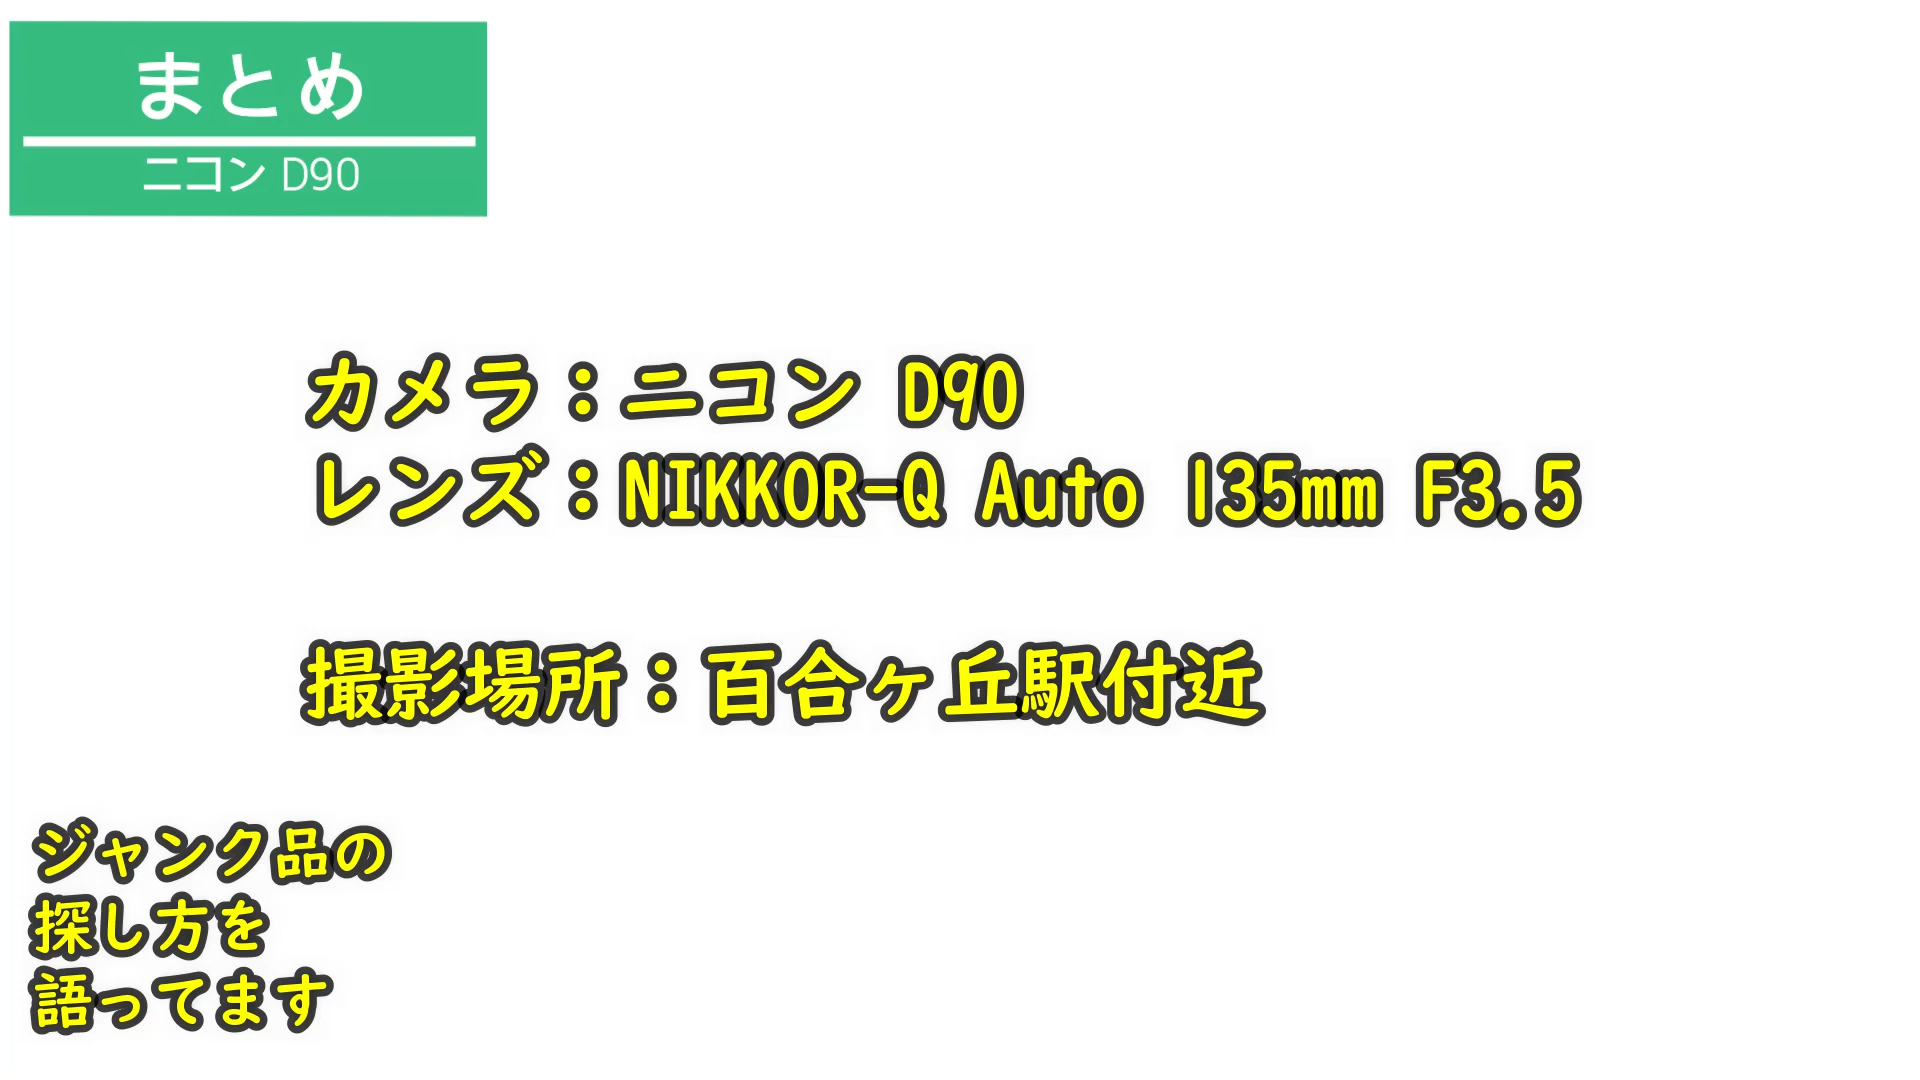 まとめ
ニコン D90
カメラ：ニコン D90
レンズ：NIKKOR-Q Auto 135mm F3.5
撮影場所：百合ヶ丘駅付近
ジャンク品の
探し方を
語ってます